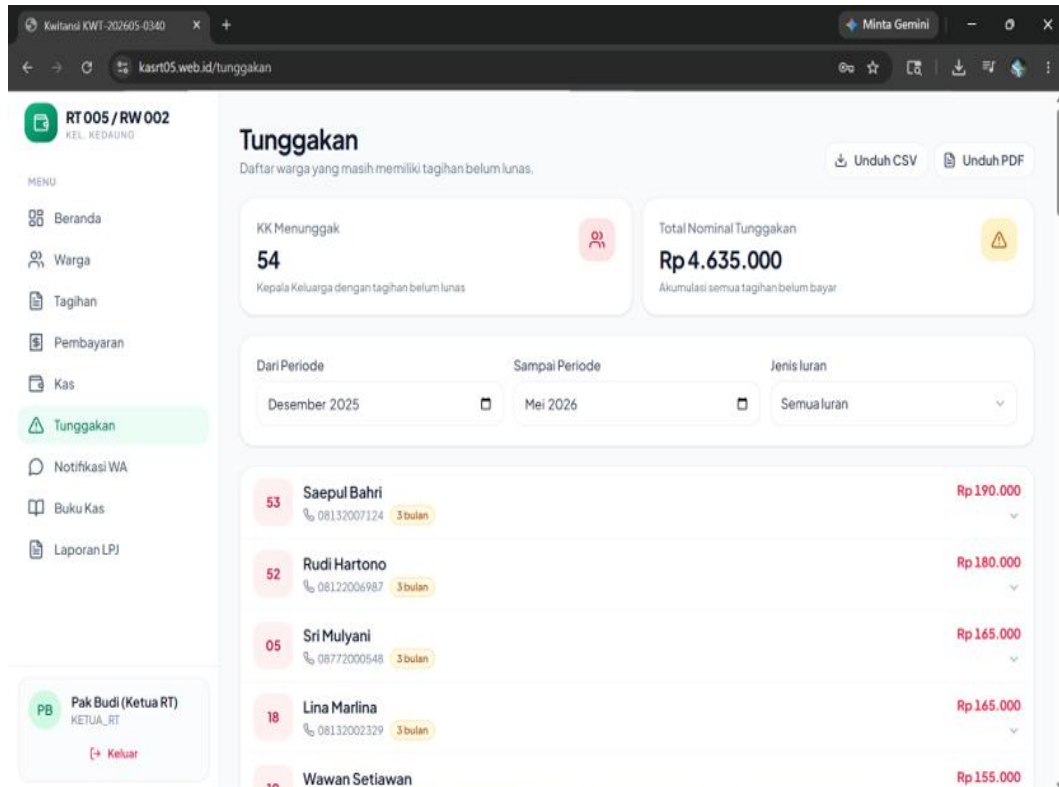 Kwitansi KWT-202605-0340
Minta Gemini
kasrt05.web.id/tunggakan
RT 005 / RW 002
KEL. KEDAUNG
MENU
Beranda
Warga
Tagihan
Pembayaran
Kas
Tunggakan
Notifikasi WA
Buku Kas
Laporan LPJ
PB
Pak Budi (Ketua RT)
KETUA_RT
Keluar
Tunggakan
Daftar warga yang masih memiliki tagihan belum lunas.
Unduh CSV
Unduh PDF
KK Menunggak
54
Kepala Keluarga dengan tagihan belum lunas
Total Nominal Tunggakan
Rp 4.635.000
Akumulasi semua tagihan belum bayar
Dari Periode
Desember 2025
Sampai Periode
Mei 2026
Jenis Iuran
Semua Iuran
53
Saepul Bahri
08132007124 3 bulan
Rp 190.000
52
Rudi Hartono
08122006987 3 bulan
Rp 180.000
05
Sri Mulyani
08772000548 3 bulan
Rp 165.000
18
Lina Marlina
08132002329 3 bulan
Rp 165.000
Wawan Setiawan
Rp 155.000